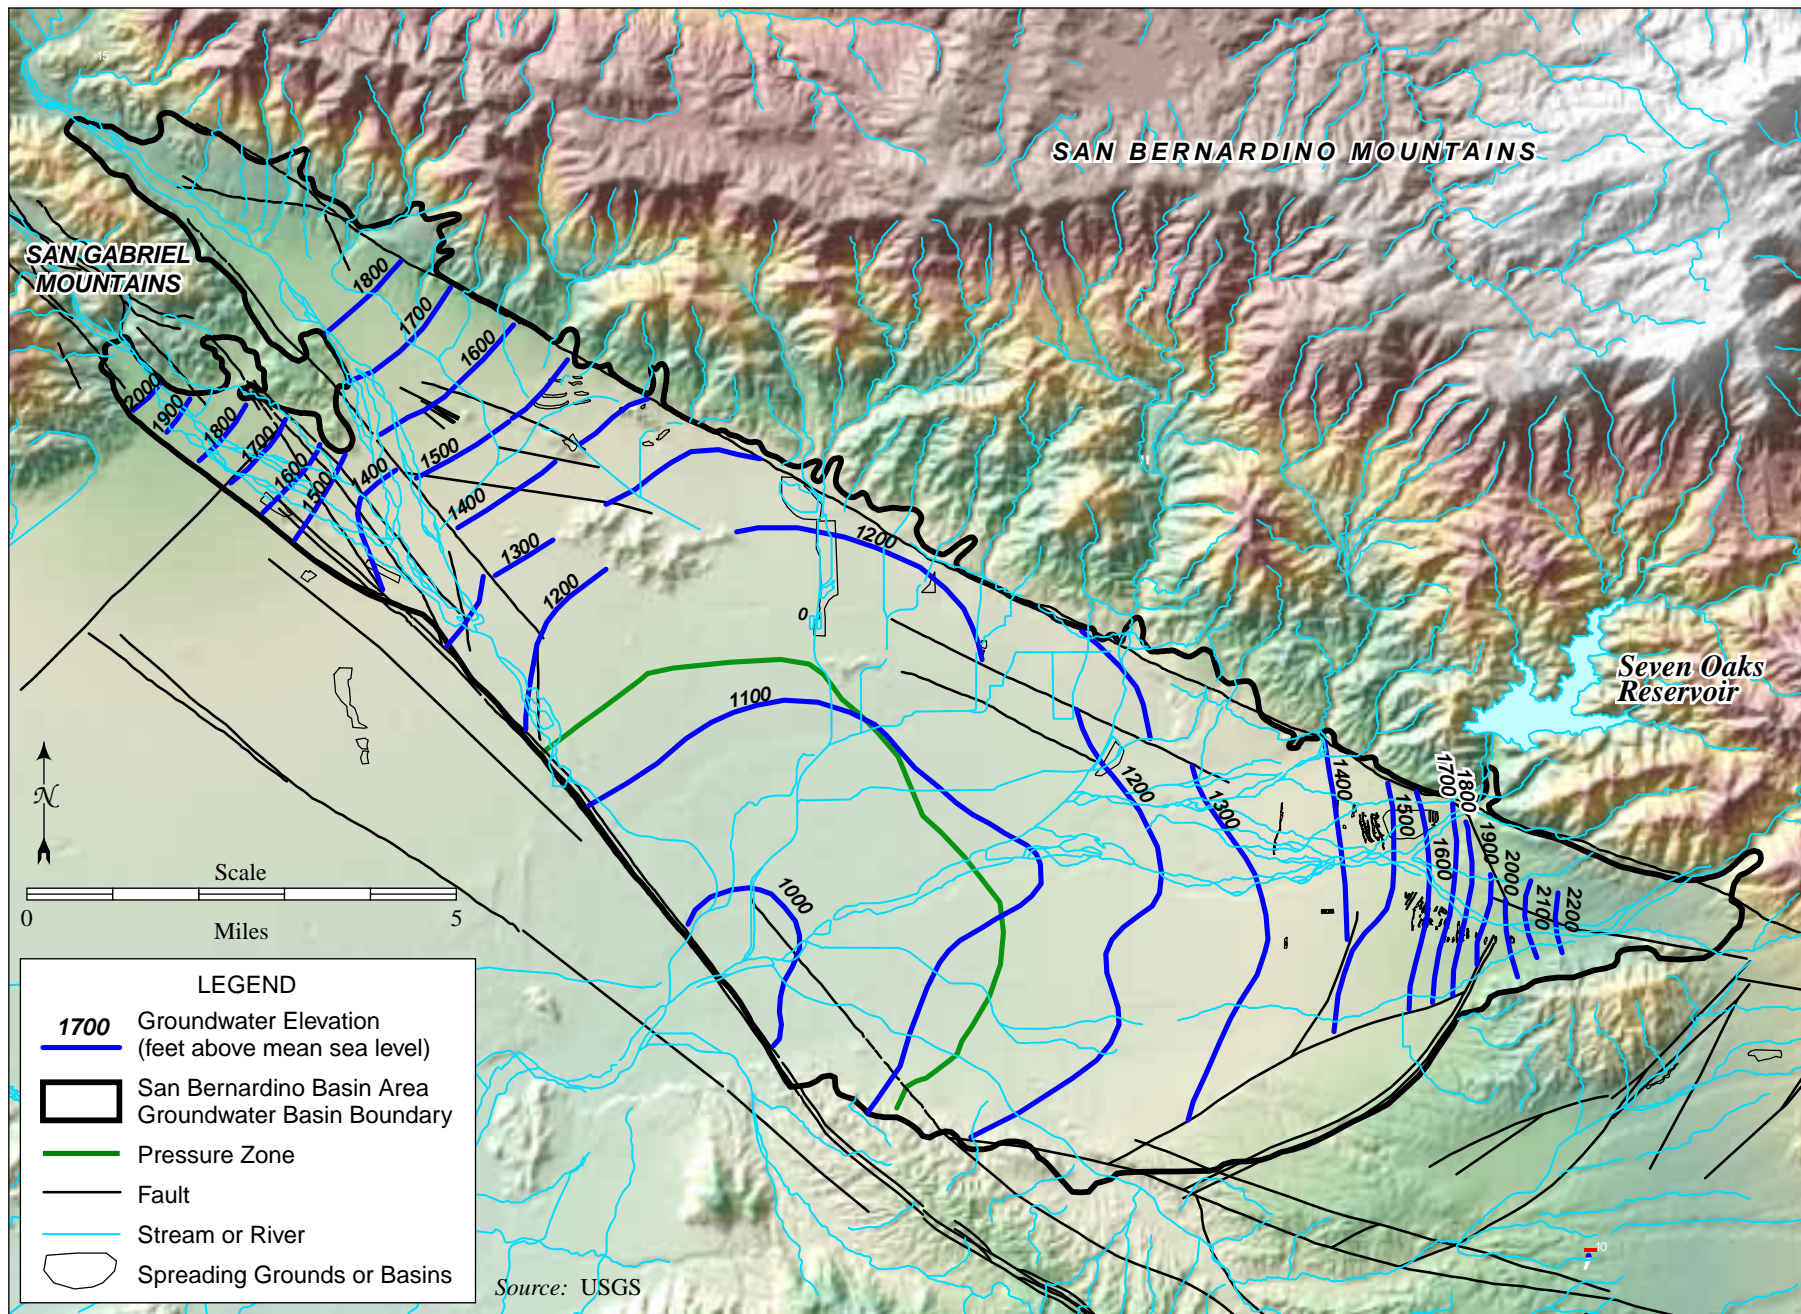 15
SAN BERNARDINO MOUNTAINS
SAN GABRIEL
MOUNTAINS
1800
1700
1600
2000
1900
1800
1700
1600
1500
1400
1500
1400
1300
1200
1200
0
1100
1200
1300
1400
1500
1600
1700
1800
1900
2000
2100
2200
1000
Seven Oaks
Reservoir
N
Scale
0
5
Miles
LEGEND
1700
Groundwater Elevation
(feet above mean sea level)
San Bernardino Basin Area
Groundwater Basin Boundary
Pressure Zone
Fault
Stream or River
Spreading Grounds or Basins
Source: USGS
10